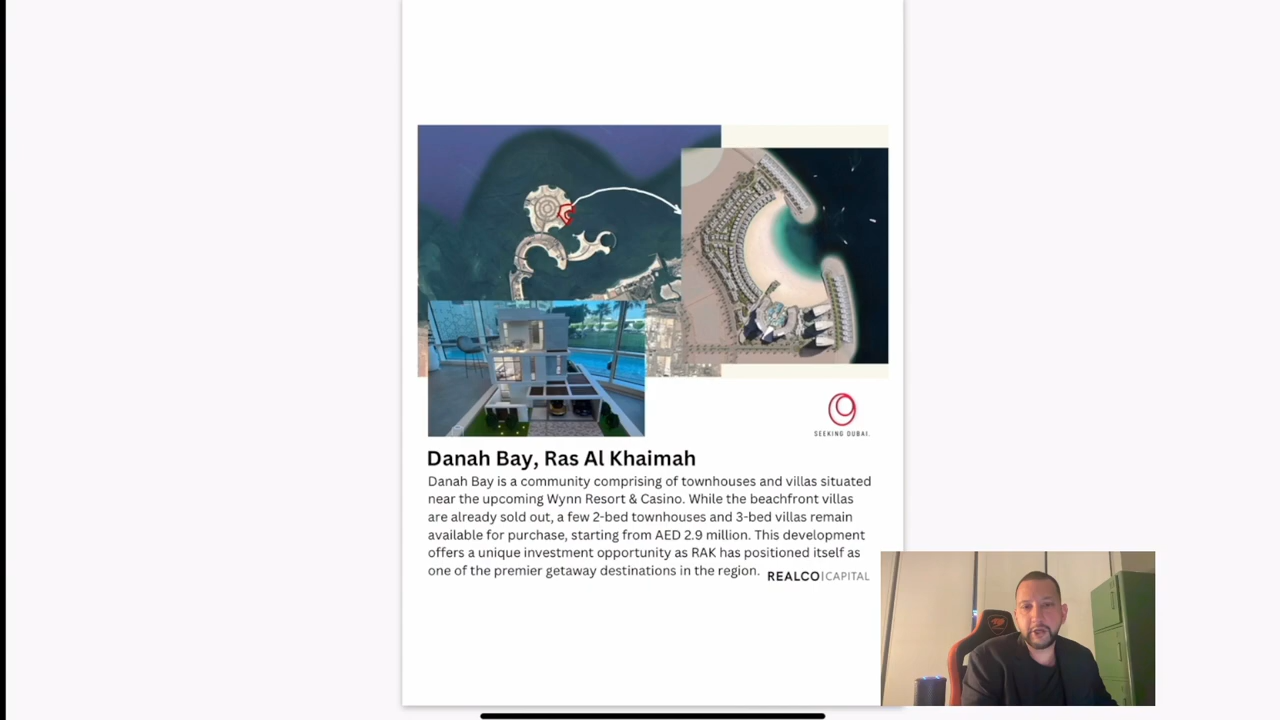 SEEKING DUBAI.
Danah Bay, Ras Al Khaimah
Danah Bay is a community comprising of townhouses and villas situated
near the upcoming Wynn Resort & Casino. While the beachfront villas
are already sold out, a few 2-bed townhouses and 3-bed villas remain
available for purchase, starting from AED 2.9 million. This development
offers a unique investment opportunity as RAK has positioned itself as
one of the premier getaway destinations in the region.
REALCO|CAPITAL